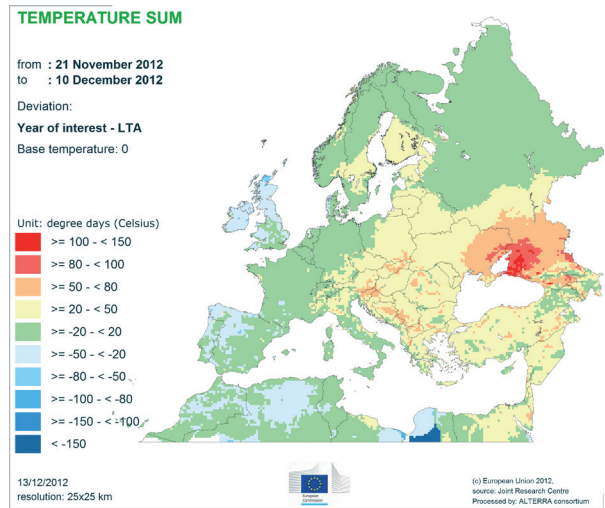 TEMPERATURE SUM
from : 21 November 2012
to : 10 December 2012
Deviation:
Year of interest - LTA
Base temperature: 0
Unit: degree days (Celsius)
>= 100 - < 150
>= 80 - < 100
>= 50 - < 80
>= 20 - < 50
>= -20 - < 20
>= -50 - < -20
>= -80 - < -50
>= -100 - < -80
>= -150 - < -100
< -150
13/12/2012
resolution: 25x25 km
European
Commission
(c) European Union 2012,
source: Joint Research Centre
Processed by: ALTERRA consortium